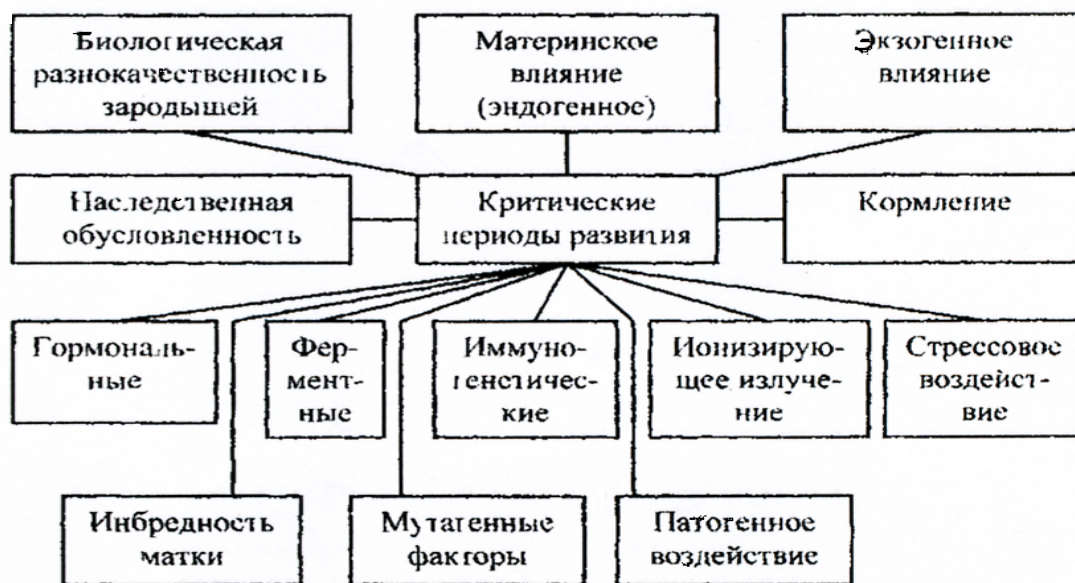 Биологическая
разнокачественность
зародышей
Материнское
влияние
(эндогенное)
Экзогенное
влияние
Наследственная
обусловленность
Критические
периоды развития
Кормление
Гормональ-
ные
Фер-
мент-
ные
Иммуно-
генетичес-
кие
Ионизирую-
щее излуче-
ние
Стрессовое
воздейст-
вие
Инбредность
матки
Мутагенные
факторы
Патогенное
воздействие